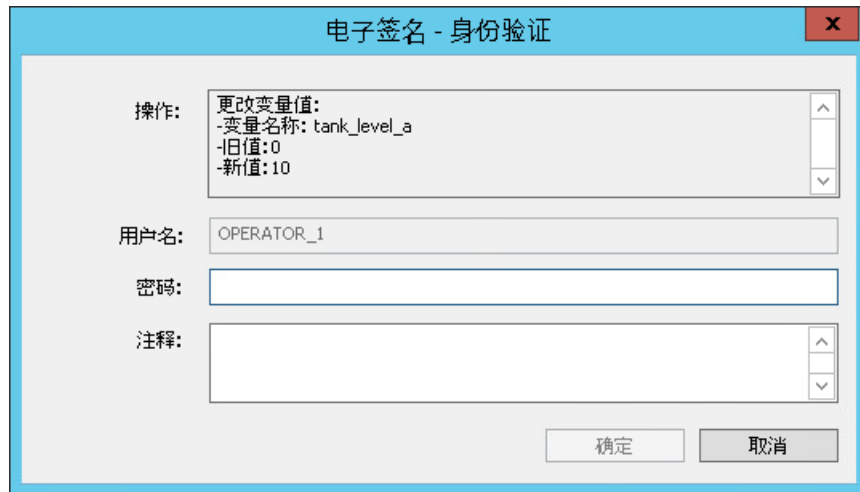 电子签名 - 身份验证
x
操作:
更改变量值:
-变量名称: tank_level_a
-旧值:0
-新值:10
用户名:
OPERATOR_1
密码:
注释:
确定
取消